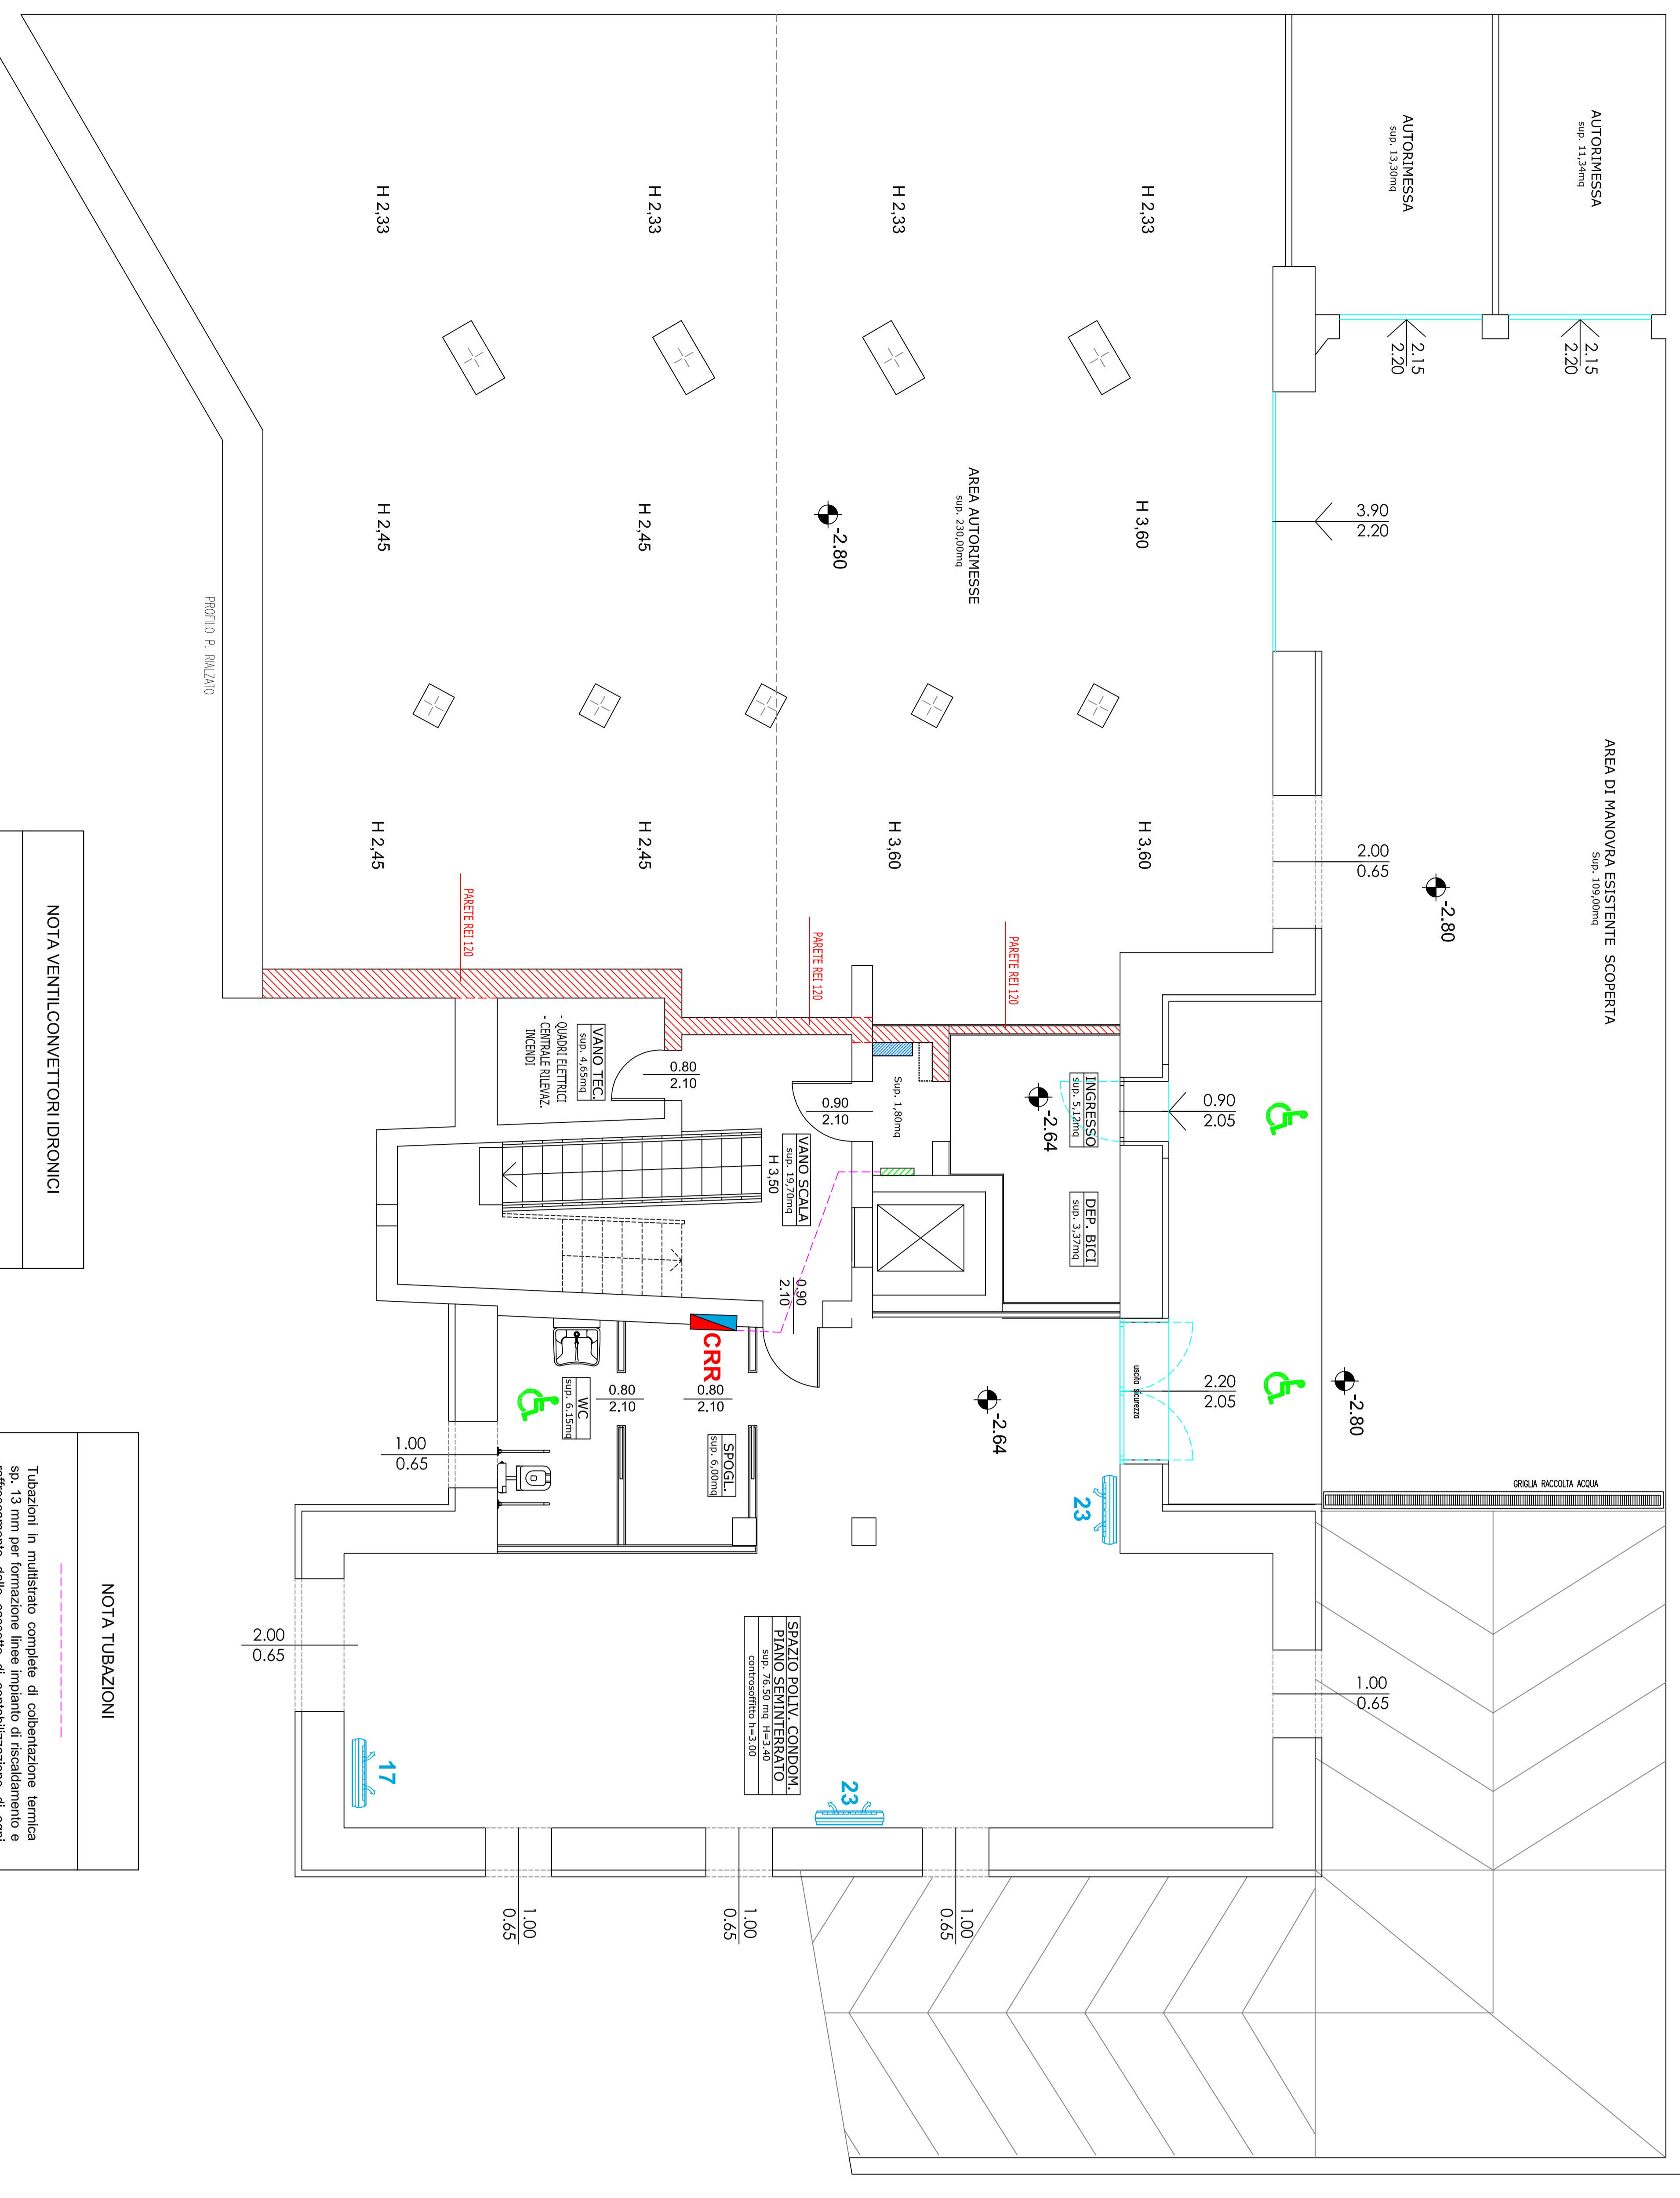 AUTORIMESSA
sup. 11,34mq
AUTORIMESSA
sup. 13,30mq
2.15
2.20
2.15
2.20
AREA DI MANOVRA ESISTENTE SCOPERTA
Sup. 109,00mq
3.90
2.20
2.00
0.65
-2.80
H 2,33
H 2,33
H 2,33
H 2,33
AREA AUTORIMESSE
sup. 230,00mq
-2.80
H 3,60
H 2,45
H 2,45
H 3,60
H 3,60
H 2,45
H 2,45
PROFILO P. RIALZATO
PARETE REI 120
PARETE REI 120
PARETE REI 120
0.90
2.05
INGRESSO
sup. 5,12mq
-2.64
DEP. BICI
sup. 3,37mq
Sup. 1,80mq
0.90
2.10
0.80
2.10
VANO TEC.
sup. 4,65mq
- QUADRI ELETTRICI
- CENTRALE RILEVAZ.
INCENDI
VANO SCALA
sup. 19,70mq
H 3,50
0.90
2.10
CRR
2.20
2.05
uscita sicurezza
-2.80
-2.64
0.80
2.10
0.80
2.10
WC
sup. 6,15mq
SPOGL.
sup. 6,00mq
1.00
0.65
23
GRIGLIA RACCOLTA ACQUA
SPAZIO POLIV. CONDOM.
PIANO SEMINTERRATO
sup. 76.50 mq H=3.40
controsoffitto h=3.00
2.00
0.65
1.00
0.65
17
23
1.00
0.65
1.00
0.65
1.00
0.65
NOTA VENTILCONVETTORI IDRONICI
NOTA TUBAZIONI
Tubazioni in multistrato complete di coibentazione termica
sp. 13 mm per formazione linee impianto di riscaldamento e